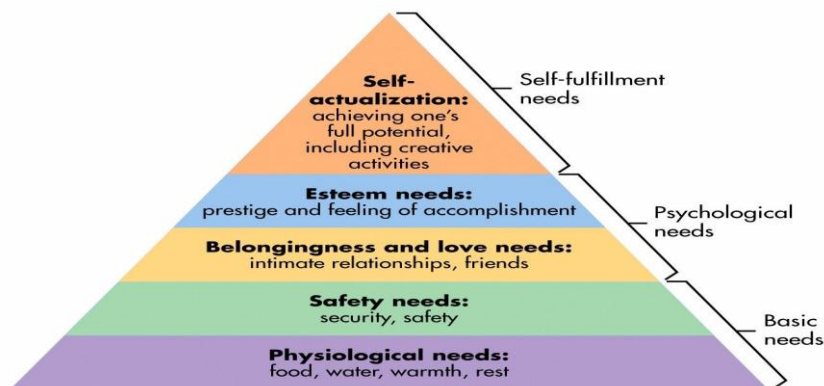 Self-
actualization:
achieving one's
full potential,
including creative
activities
Self-fulfillment
needs
Esteem needs:
prestige and feeling of accomplishment
Psychological
needs
Belongingness and love needs:
intimate relationships, friends
Safety needs:
security, safety
Basic
needs
Physiological needs:
food, water, warmth, rest